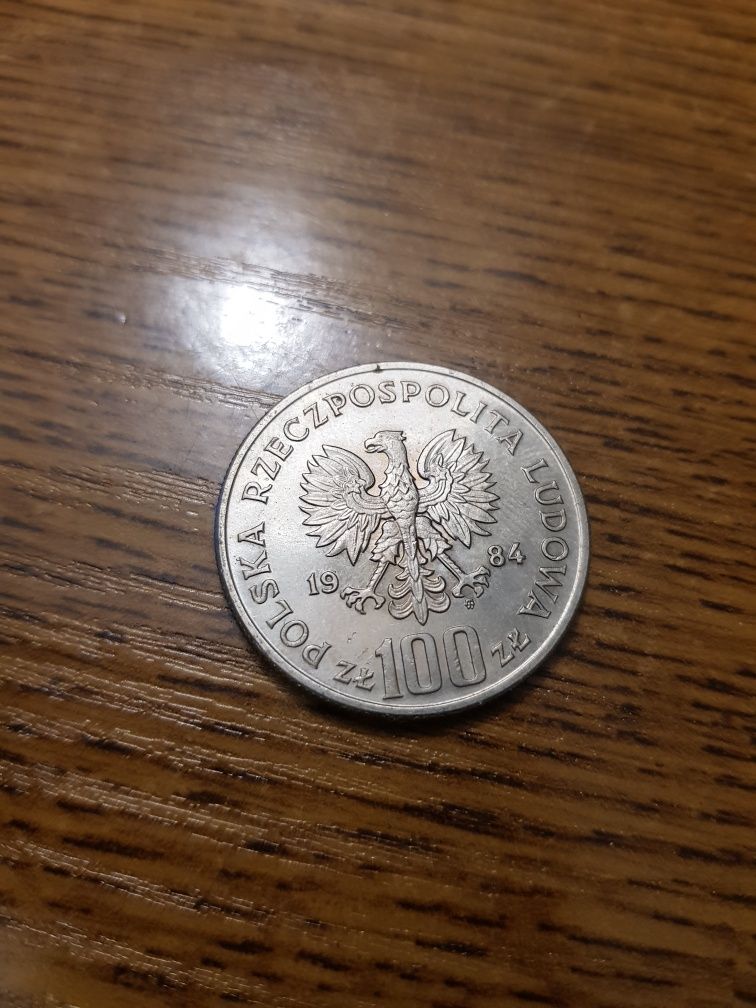 POLSKA RZECZPOSPOLITA LUDOWA
19 84
ZŁ 100 ZŁ